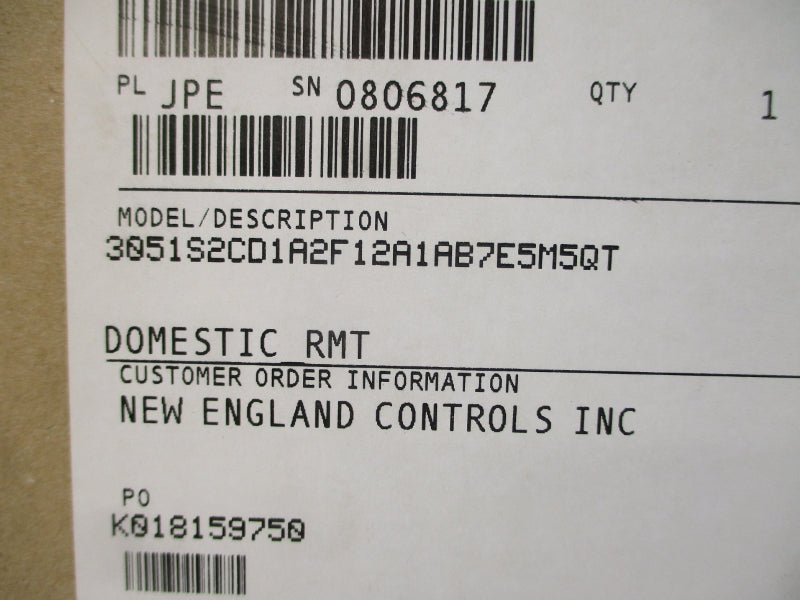 PL JPE SN 0806817 QTY 1
MODEL/DESCRIPTION
3051S2CD1A2F12A1AB7E5M5QT
DOMESTIC RMT
CUSTOMER ORDER INFORMATION
NEW ENGLAND CONTROLS INC
PO
K018159750